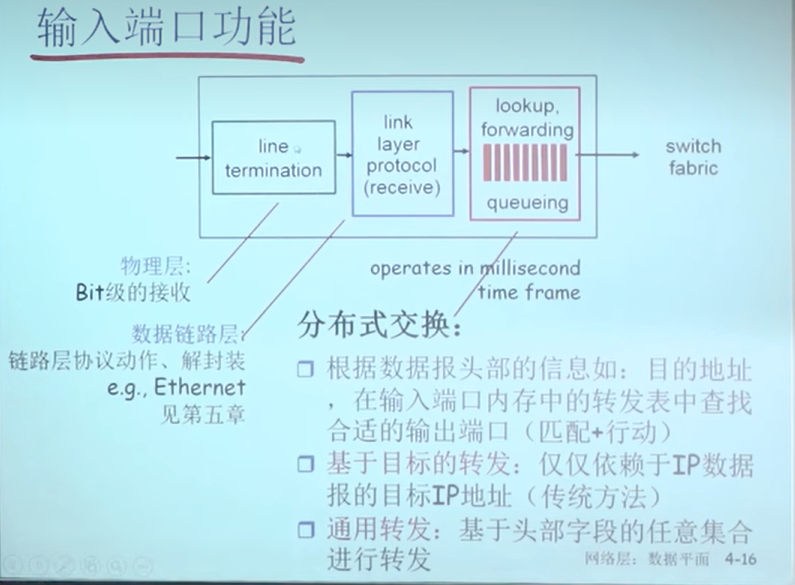 输入端口功能
line
termination
link
layer
protocol
(receive)
lookup,
forwarding
queueing
switch
fabric
物理层:
Bit级的接收
数据链路层:
链路层协议动作、解封装
e.g., Ethernet
见第五章
operates in millisecond
time frame
分布式交换：
根据数据报头部的信息如：目的地址
，在输入端口内存中的转发表中查找
合适的输出端口（匹配+行动）
基于目标的转发：仅仅依赖于IP数据
报的目标IP地址（传统方法）
通用转发：基于头部字段的任意集合
进行转发
网络层：数据平面 4-16